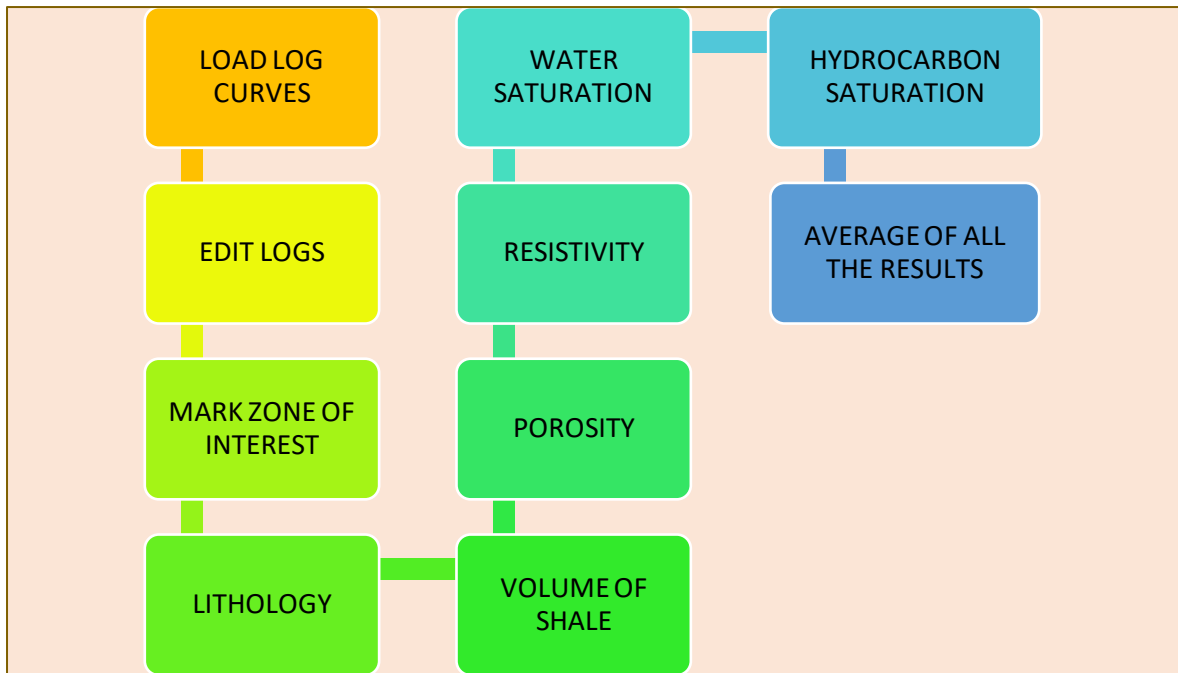 LOAD LOG
CURVES
EDIT LOGS
MARK ZONE OF
INTEREST
LITHOLOGY
VOLUME OF
SHALE
POROSITY
RESISTIVITY
WATER
SATURATION
HYDROCARBON
SATURATION
AVERAGE OF ALL
THE RESULTS